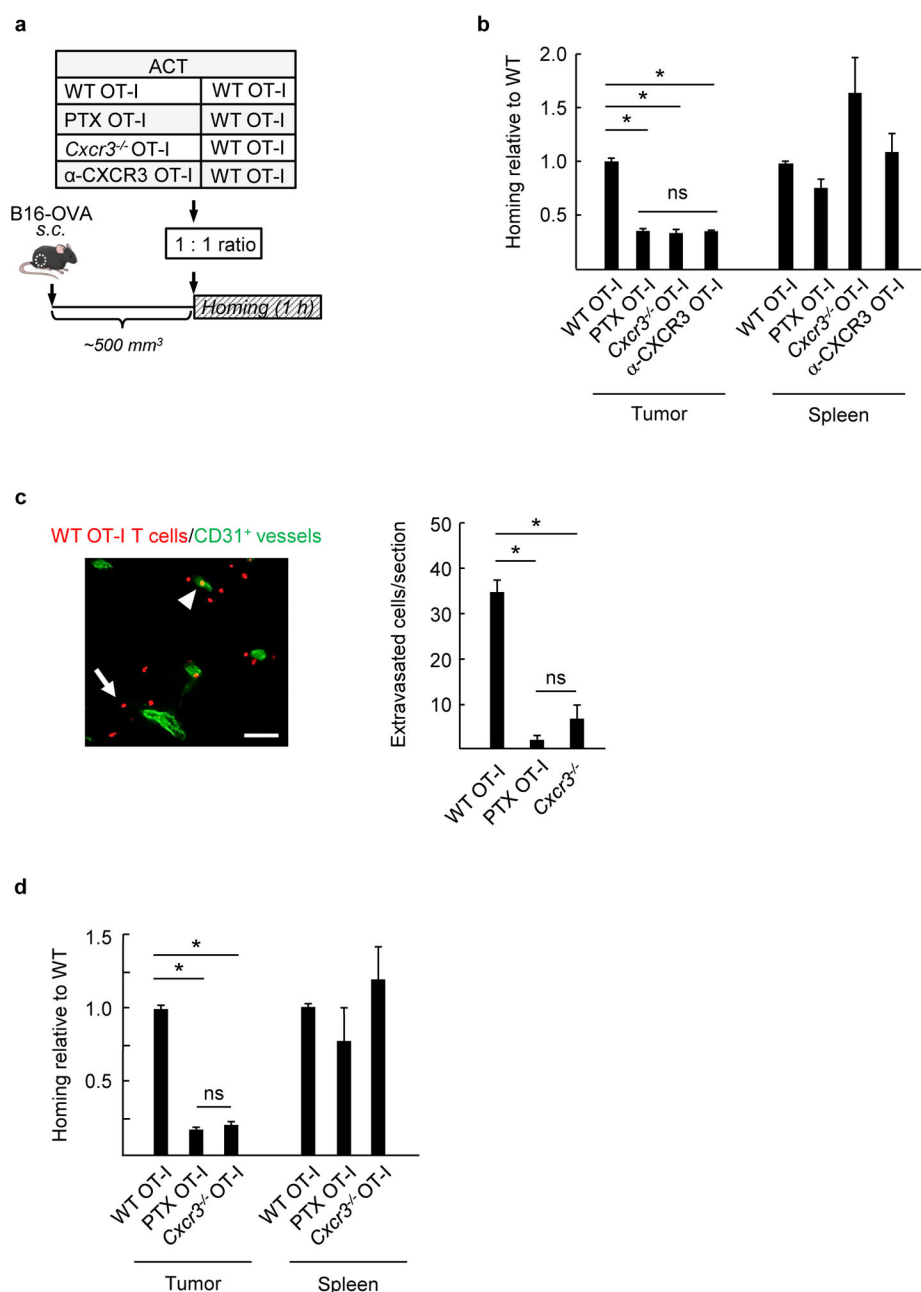 a
ACT
WT OT-I WT OT-I
PTX OT-I WT OT-I
Cxcr3-/- OT-I WT OT-I
α-CXCR3 OT-I WT OT-I
B16-OVA
s.c.
1 : 1 ratio
Homing (1 h)
~500 mm³
b
Homing relative to WT
2.0
1.5
1.0
0.5
*
*
*
ns
WT OT-I
PTX OT-I
Cxcr3-/- OT-I
α-CXCR3 OT-I
WT OT-I
PTX OT-I
Cxcr3-/- OT-I
α-CXCR3 OT-I
Tumor
Spleen
c
WT OT-I T cells/CD31⁺ vessels
Extravasated cells/section
50
40
30
20
10
*
*
ns
WT OT-I
PTX OT-I
Cxcr3-/-
d
Homing relative to WT
1.5
1.0
0.5
*
*
ns
WT OT-I
PTX OT-I
Cxcr3-/- OT-I
WT OT-I
PTX OT-I
Cxcr3-/- OT-I
Tumor
Spleen